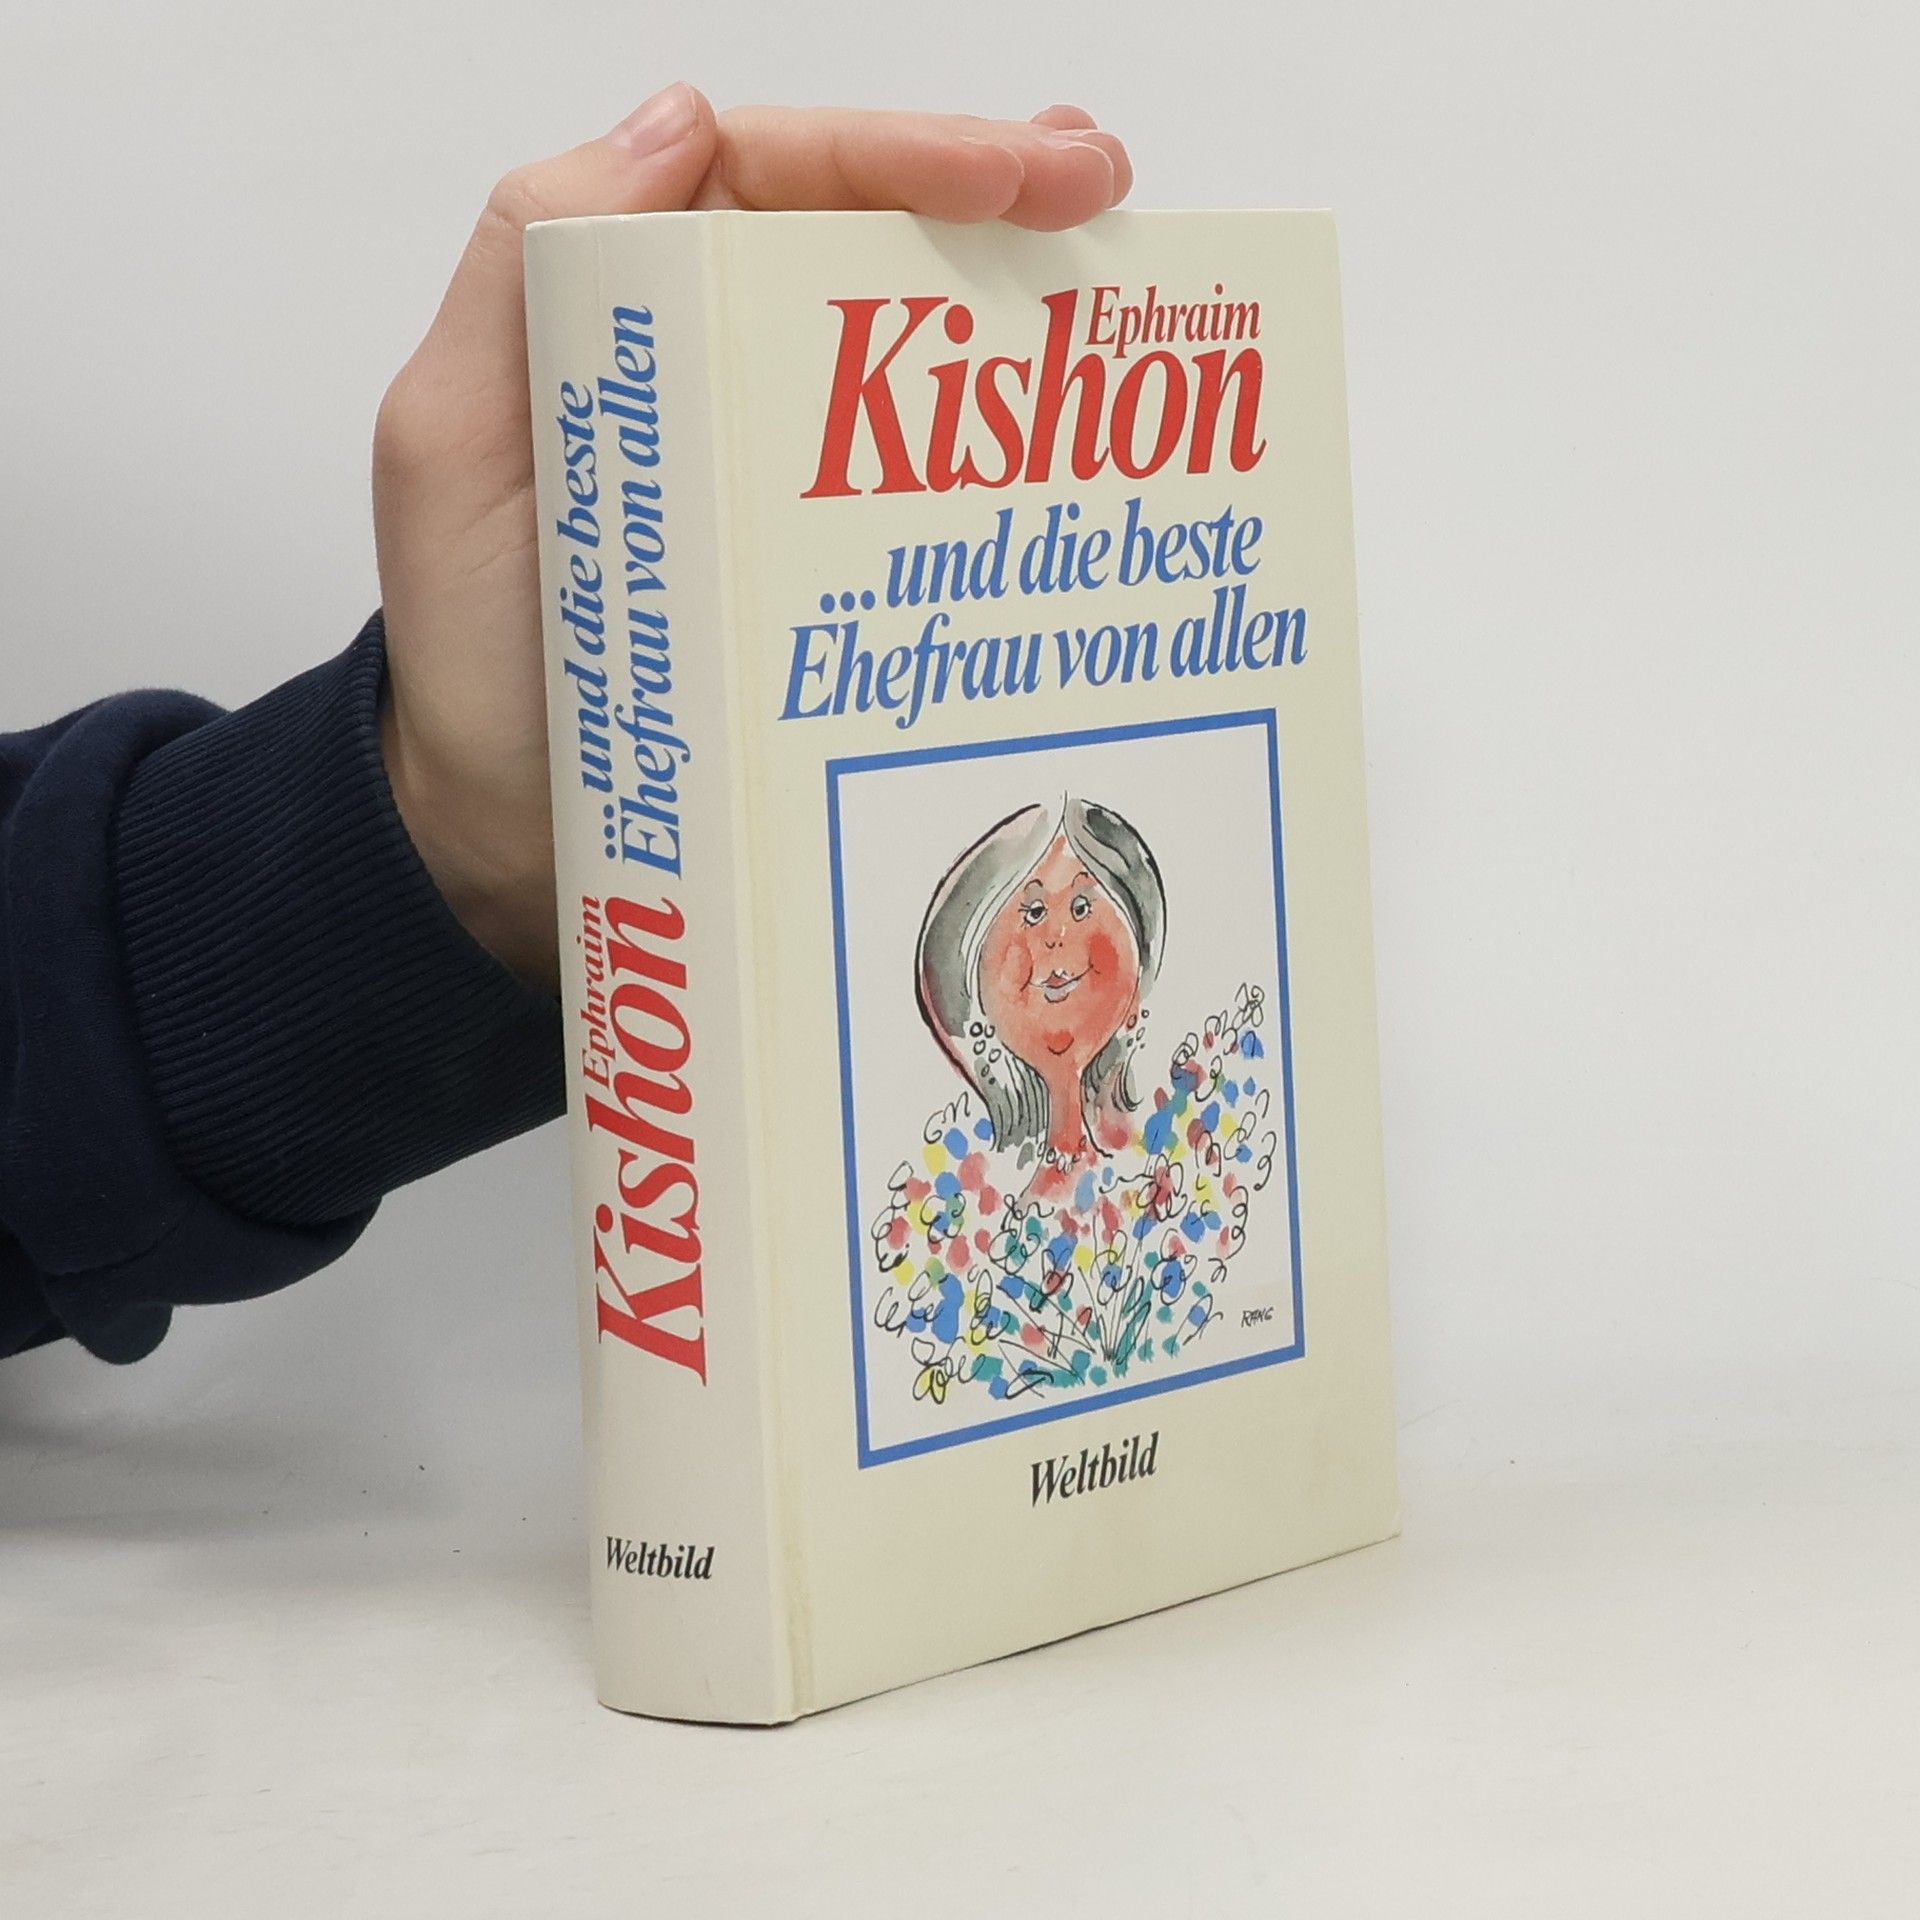 Ephraim
Kishon
...und die beste
Ehefrau von allen
RANG
Weltbild
...und die beste
Ehefrau von allen
Ephraim
Kishon
Weltbild